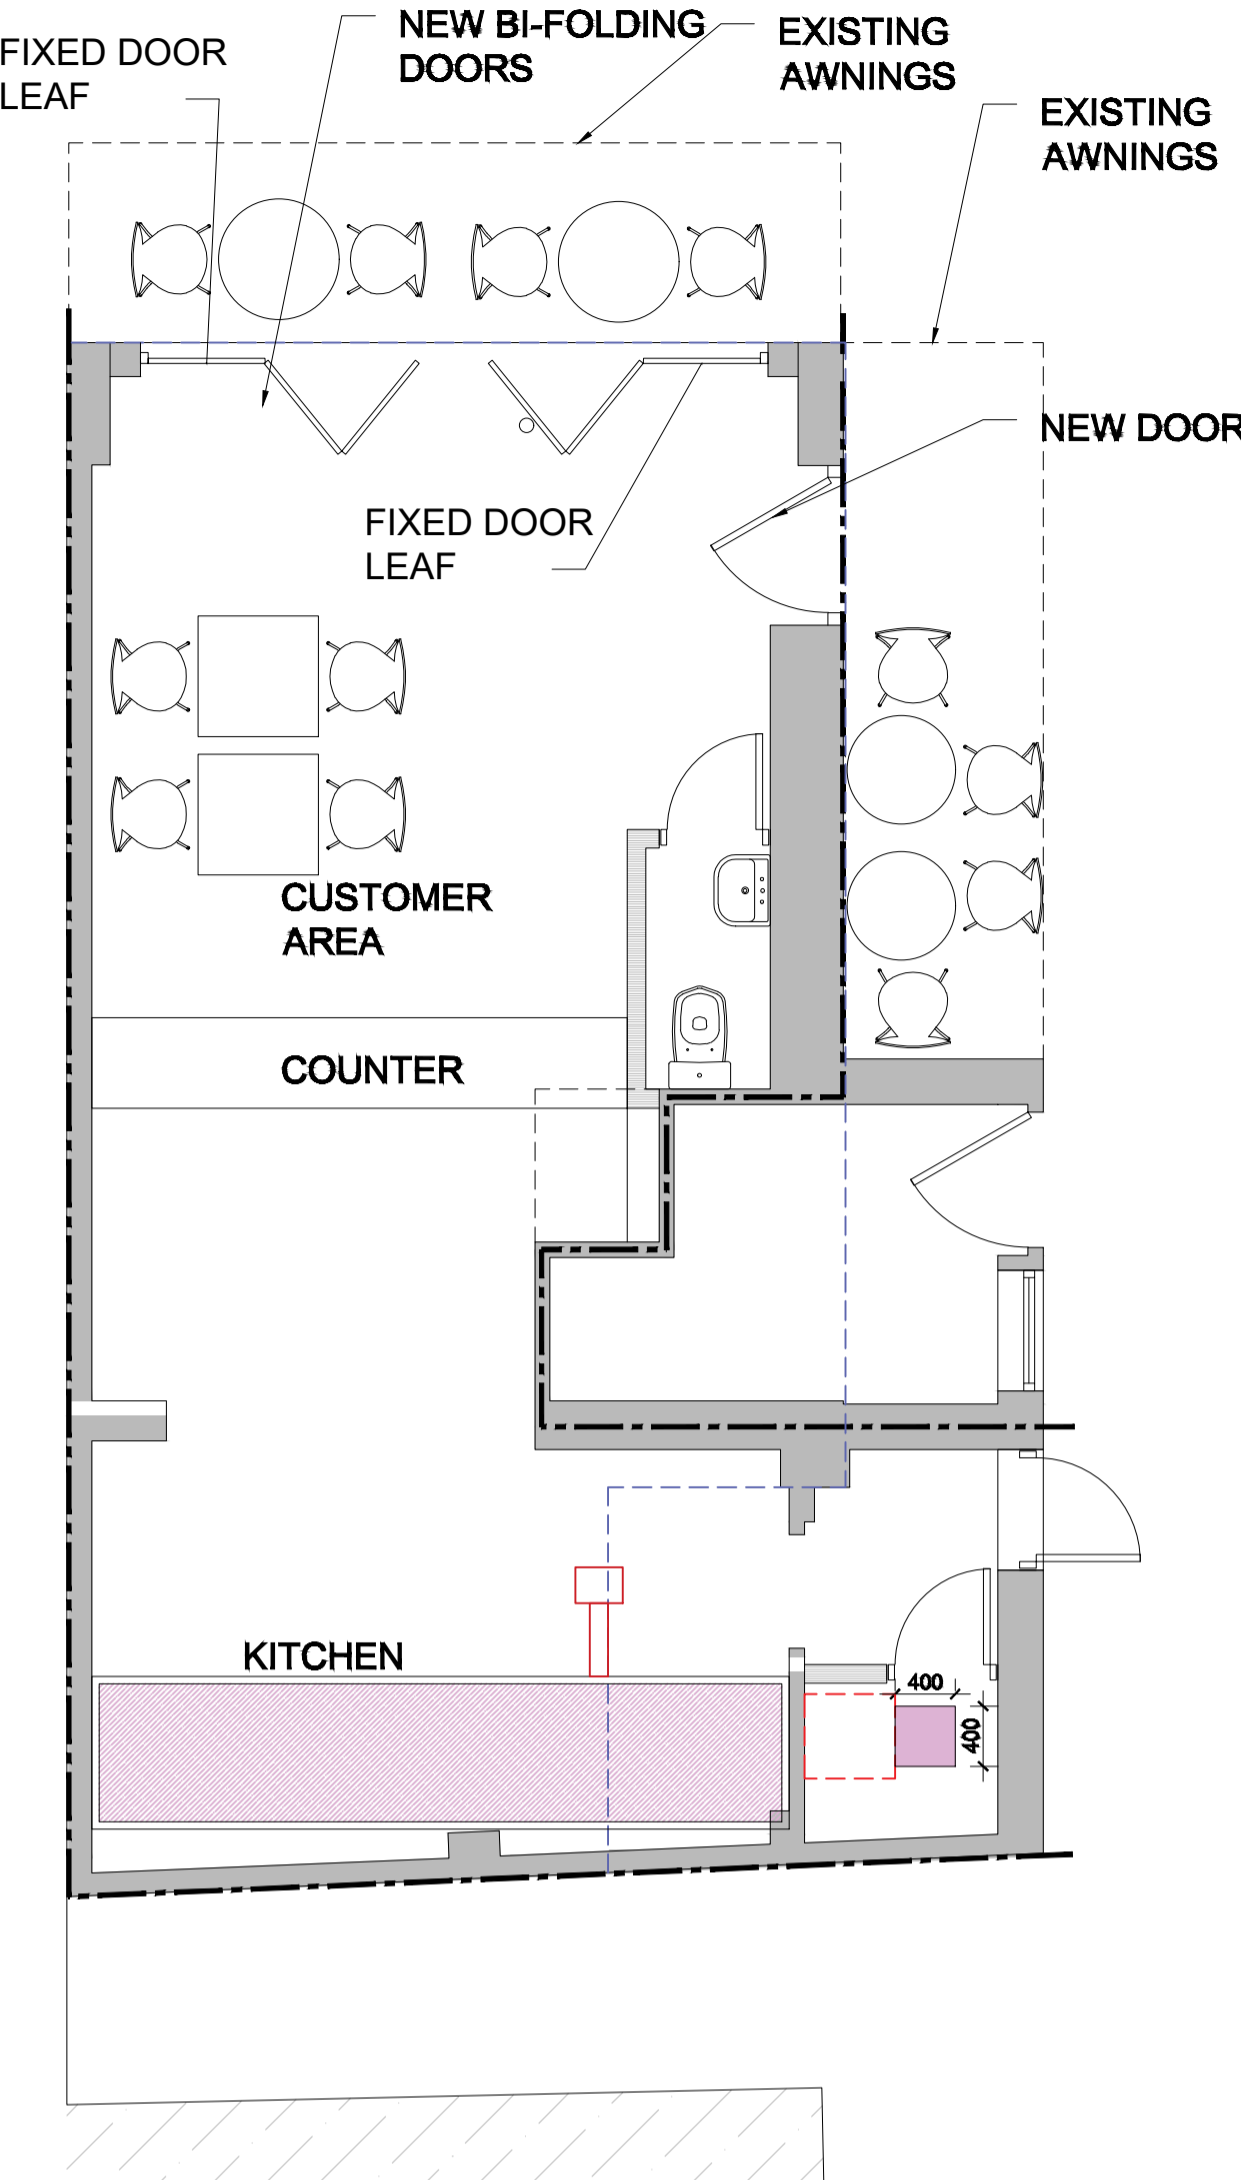 FIXED DOOR
LEAF
NEW BI-FOLDING
DOORS
EXISTING
AWNINGS
EXISTING
AWNINGS
NEW DOOR
FIXED DOOR
LEAF
CUSTOMER
AREA
COUNTER
KITCHEN
400
400